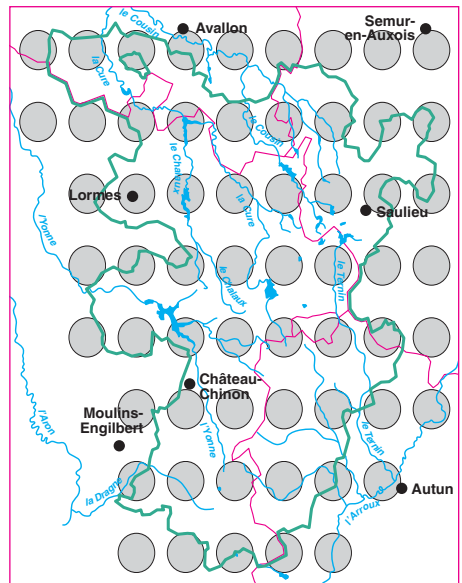 Avallon
Semur-
en-Auxois
le Cousin
la Cure
le Cousin
le Chalaux
Lormes
la Cure
Saulieu
l'Yonne
le Chalaux
le Ternin
Château-
Chinon
Moulins-
Engilbert
l'Aron
l'Yonne
le Ternin
la Dragne
Autun
l'Arroux